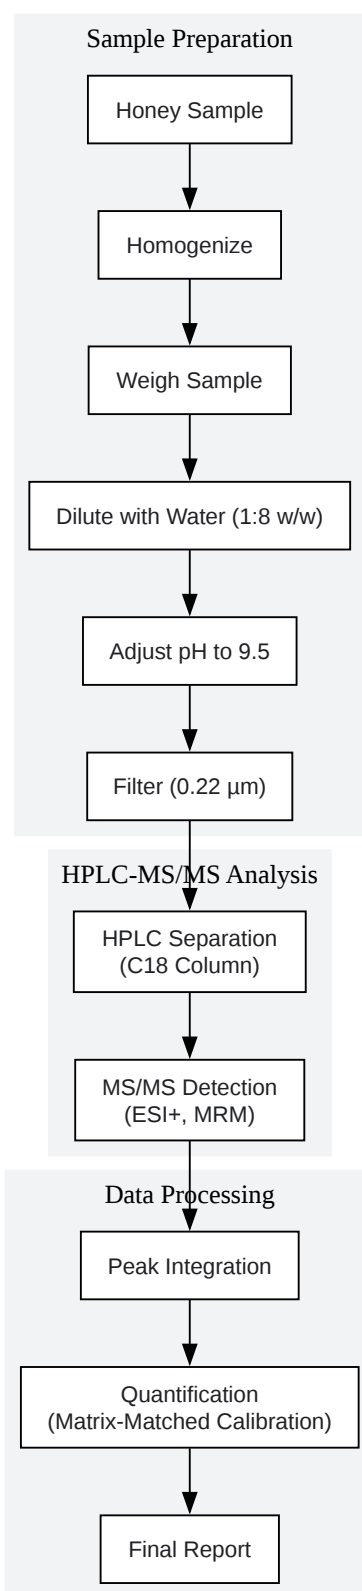 Sample Preparation
Honey Sample
Homogenize
Weigh Sample
Dilute with Water (1:8 w/w)
Adjust pH to 9.5
Filter (0.22 µm)
HPLC-MS/MS Analysis
HPLC Separation
(C18 Column)
MS/MS Detection
(ESI+, MRM)
Data Processing
Peak Integration
Quantification
(Matrix-Matched Calibration)
Final Report